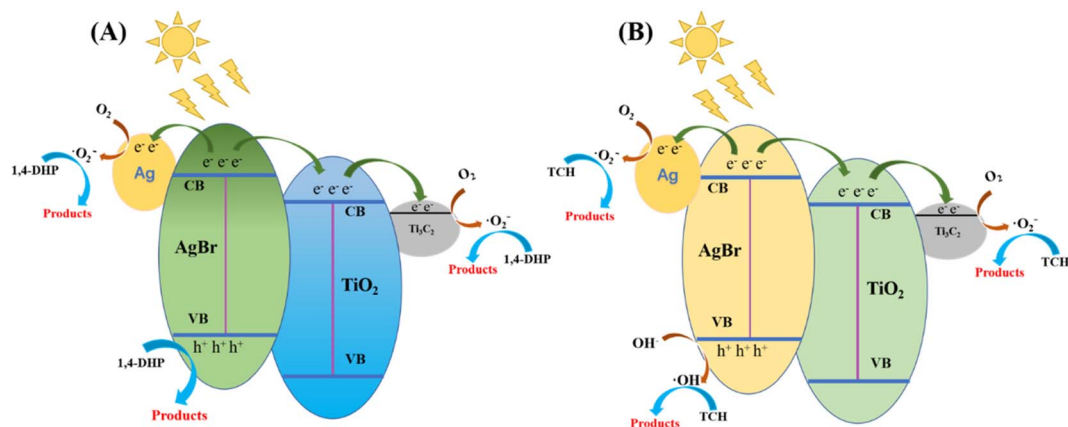 (A)
O₂
·O₂⁻
1,4-DHP
Products
e⁻ e⁻
Ag
e⁻ e⁻ e⁻
CB
AgBr
VB
h⁺ h⁺ h⁺
1,4-DHP
Products
e⁻ e⁻ e⁻
CB
TiO₂
VB
e⁻ e⁻
Ti₃C₂
O₂
·O₂⁻
Products
1,4-DHP
(B)
O₂
·O₂⁻
TCH
Products
e⁻ e⁻
Ag
e⁻ e⁻ e⁻
CB
AgBr
VB
h⁺ h⁺ h⁺
OH⁻
·OH
Products
TCH
e⁻ e⁻ e⁻
CB
TiO₂
VB
e⁻ e⁻
Ti₃C₂
O₂
·O₂⁻
Products
TCH